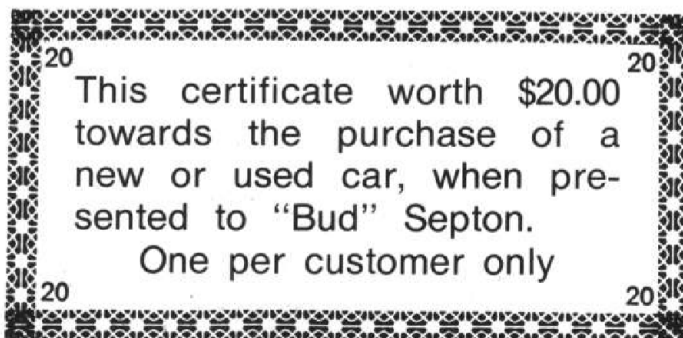 20 20
This certificate worth $20.00
towards the purchase of a
new or used car, when pre-
sented to “Bud” Septon.
One per customer only
20 20